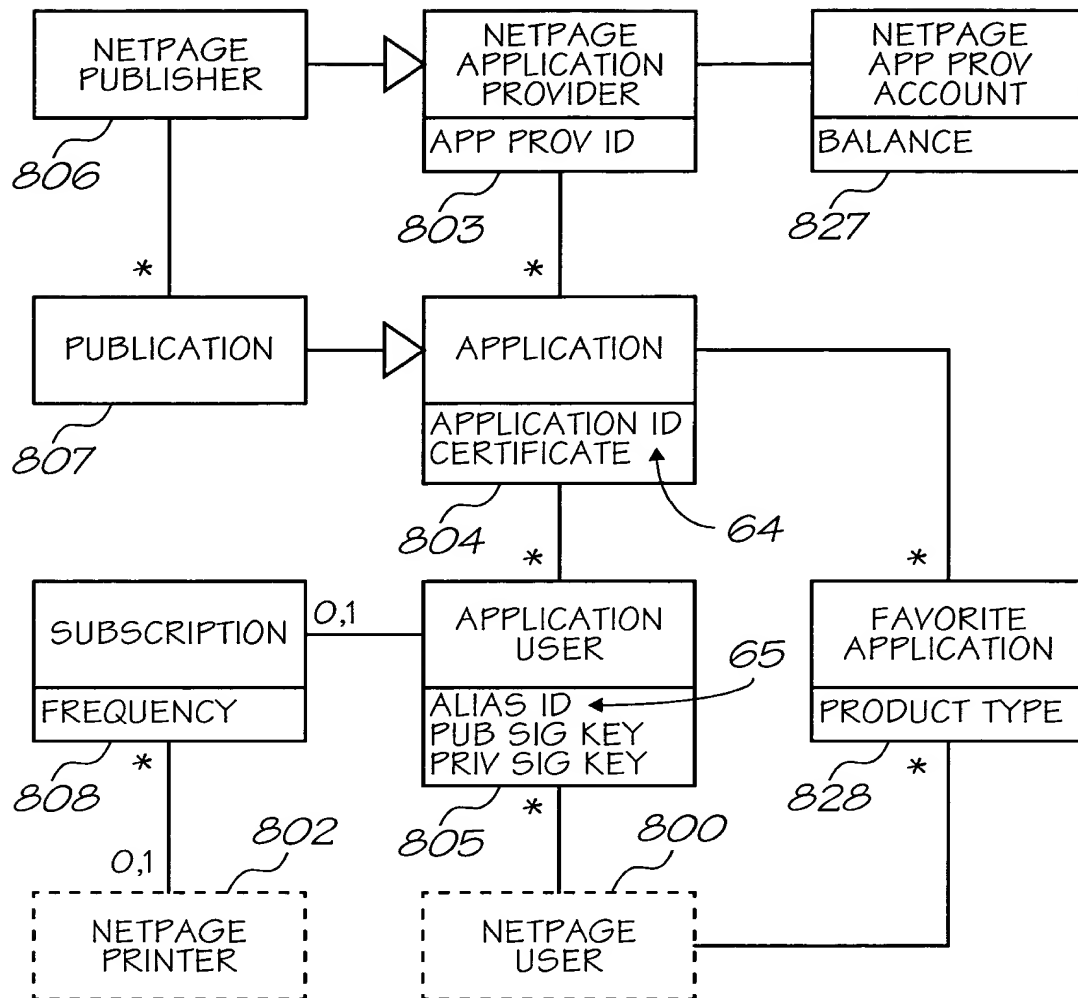 NETPAGE
PUBLISHER
NETPAGE
APPLICATION
PROVIDER
APP PROV ID
NETPAGE
APP PROV
ACCOUNT
BALANCE
806
803
827
*
*
PUBLICATION
APPLICATION
APPLICATION ID
CERTIFICATE
807
804
64
*
*
SUBSCRIPTION
FREQUENCY
0,1
APPLICATION
USER
ALIAS ID
PUB SIG KEY
PRIV SIG KEY
65
FAVORITE
APPLICATION
PRODUCT TYPE
808
*
805
*
828
*
802
800
0,1
NETPAGE
PRINTER
NETPAGE
USER